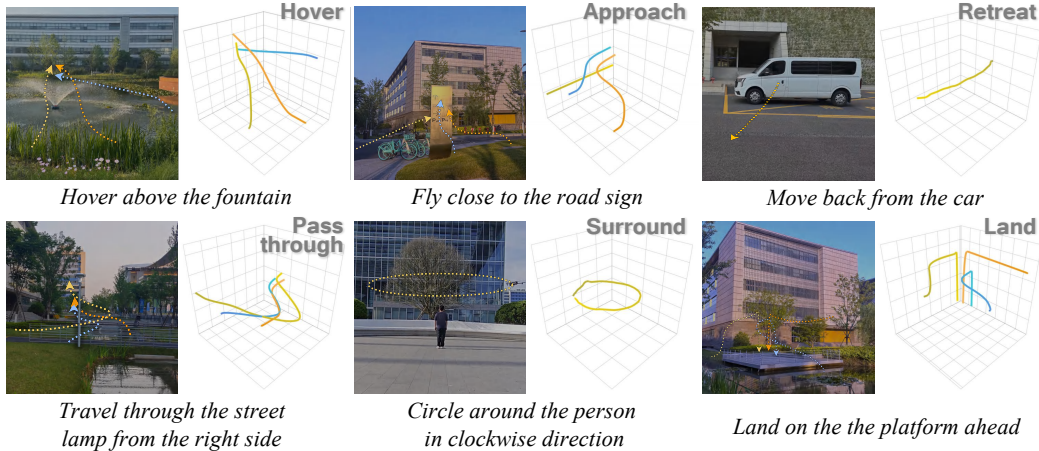 Hover
Approach
Retreat
Hover above the fountain
Fly close to the road sign
Move back from the car
Pass
through
Surround
Land
Travel through the street
lamp from the right side
Circle around the person
in clockwise direction
Land on the the platform ahead